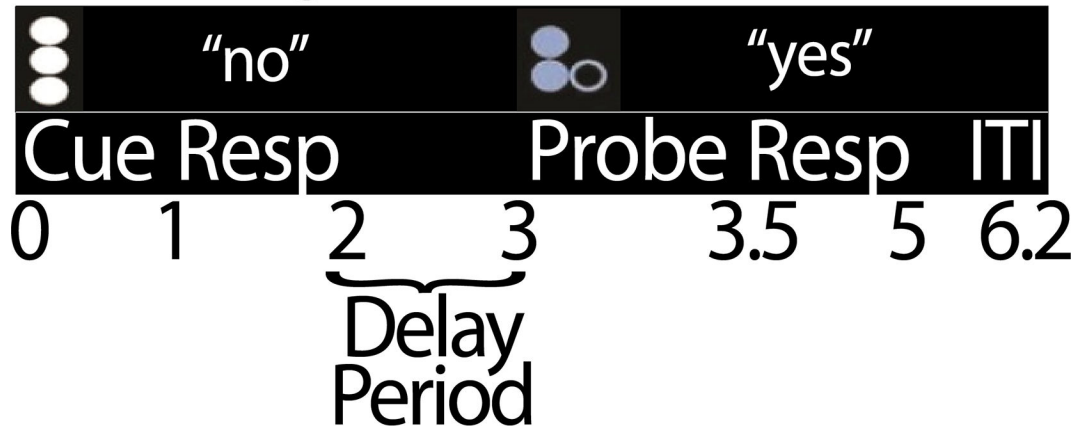 “no” “yes”
Cue Resp Probe Resp ITI
0 1 2 3 3.5 5 6.2
Delay
Period